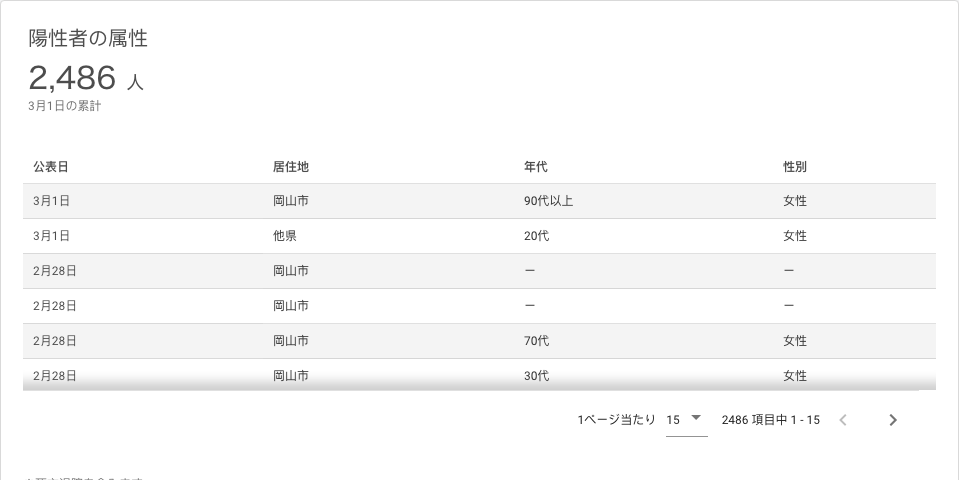 陽性者の属性
2,486 人
3月1日の累計
公表日 居住地 年代 性別
3月1日 岡山市 90代以上 女性
3月1日 他県 20代 女性
2月28日 岡山市 ー ー
2月28日 岡山市 ー ー
2月28日 岡山市 70代 女性
2月28日 岡山市 30代 女性
1ページ当たり 15 2486 項目中 1 - 15